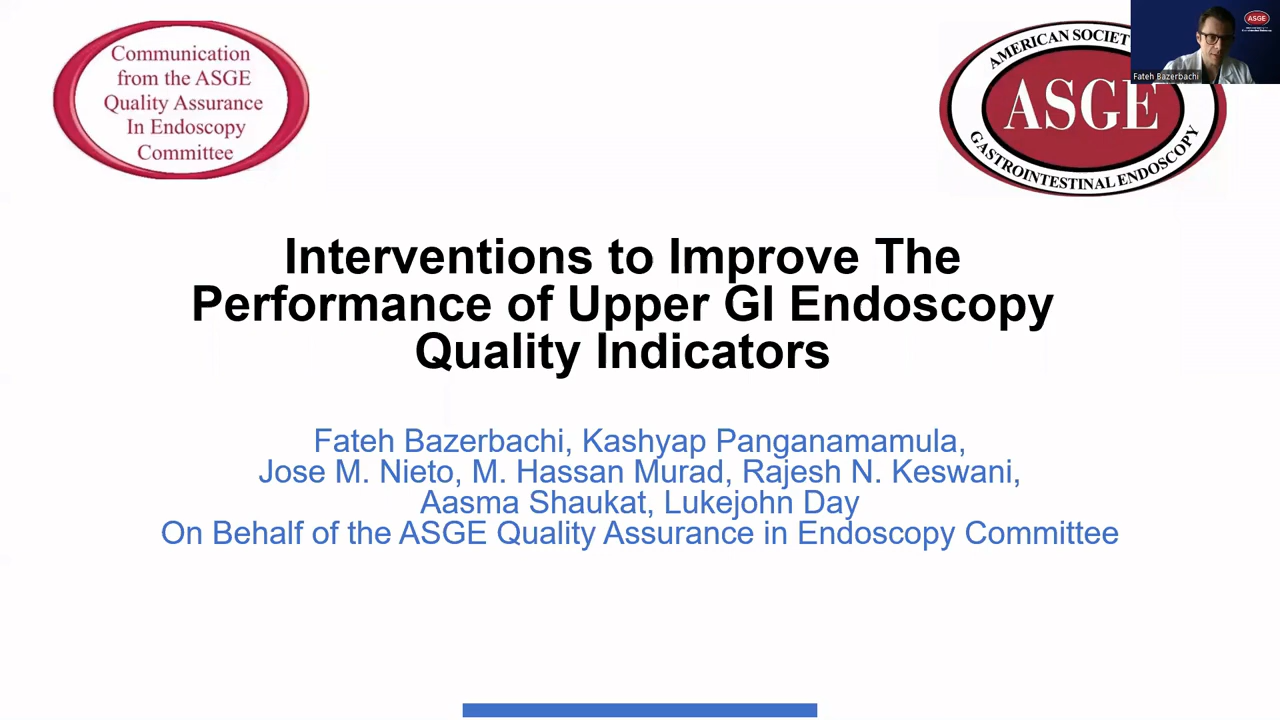 Communication
from the ASGE
Quality Assurance
In Endoscopy
Committee
AMERICAN SOCIET
ASGE
GASTROINTESTINAL ENDOSCOPY
ASGE
Fateh Bazerbachi
Interventions to Improve The
Performance of Upper GI Endoscopy
Quality Indicators
Fateh Bazerbachi, Kashyap Panganamamula,
Jose M. Nieto, M. Hassan Murad, Rajesh N. Keswani,
Aasma Shaukat, Lukejohn Day
On Behalf of the ASGE Quality Assurance in Endoscopy Committee